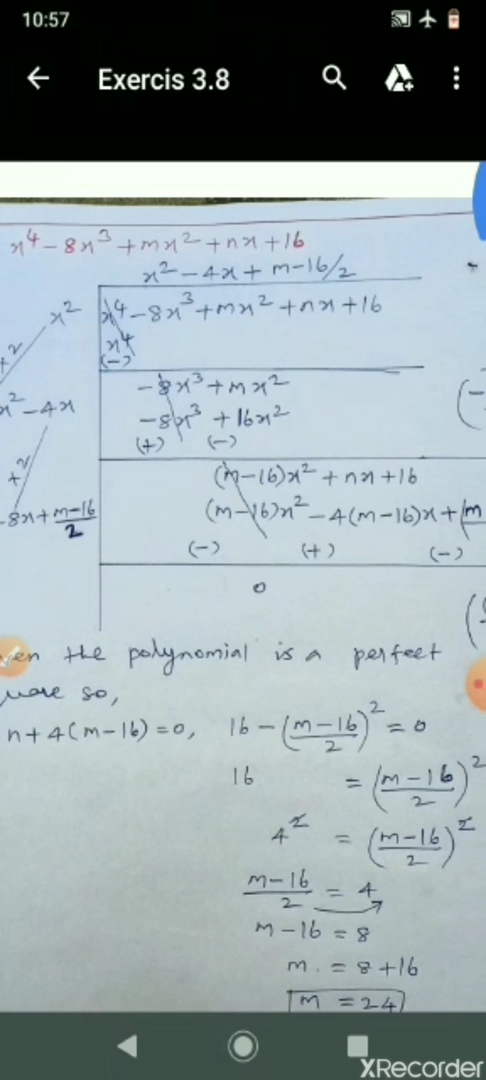 10:57
Exercis 3.8
x⁴ - 8x³ + mx² + nx + 16
x² - 4x + m-16/2
x² x⁴ - 8x³ + mx² + nx + 16
x⁴
(-)
x2
x² - 4x
-8x³ + mx²
-8x³ + 16x²
(+) (-)
x2
(m-16)x² + nx + 16
-8x + m-16/2
(m-16)x² - 4(m-16)x + (m
(-) (+) (-)
0
the polynomial is a perfect
so,
n + 4(m-16) = 0, 16 - (m-16/2)² = 0
16 = (m-16/2)²
4² = (m-16/2)²
m-16/2 = 4
m-16 = 8
m = 8+16
m = 24
XRecorder